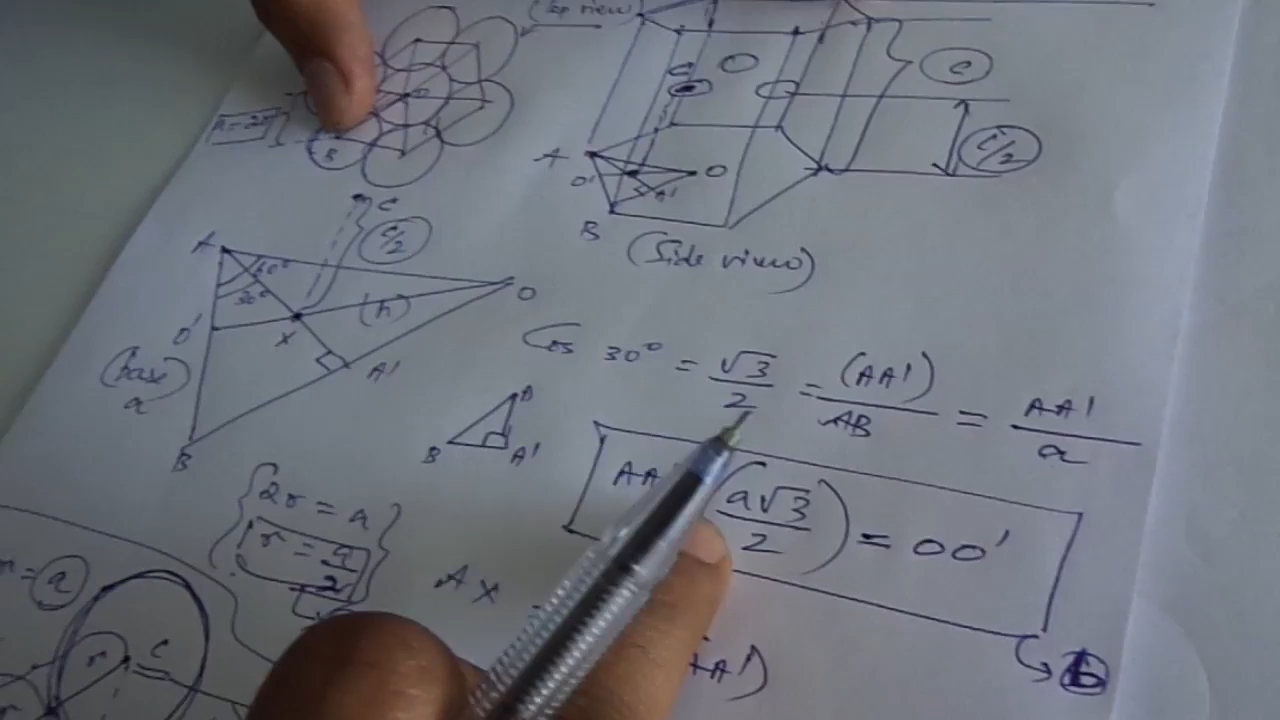 (Top view)
B
C
c
c/2
A
O
O'
A'
B
(Side view)
C
c/2
A
60°
30°
O
O'
X
(h)
A'
(base)
a
B
Cos 30° = √3/2 = (AA')/AB = AA'/a
A
B
A'
AA' (a√3/2) = OO'
b
2r = a
r = a/2
AX
AA')
= a
r
C
r